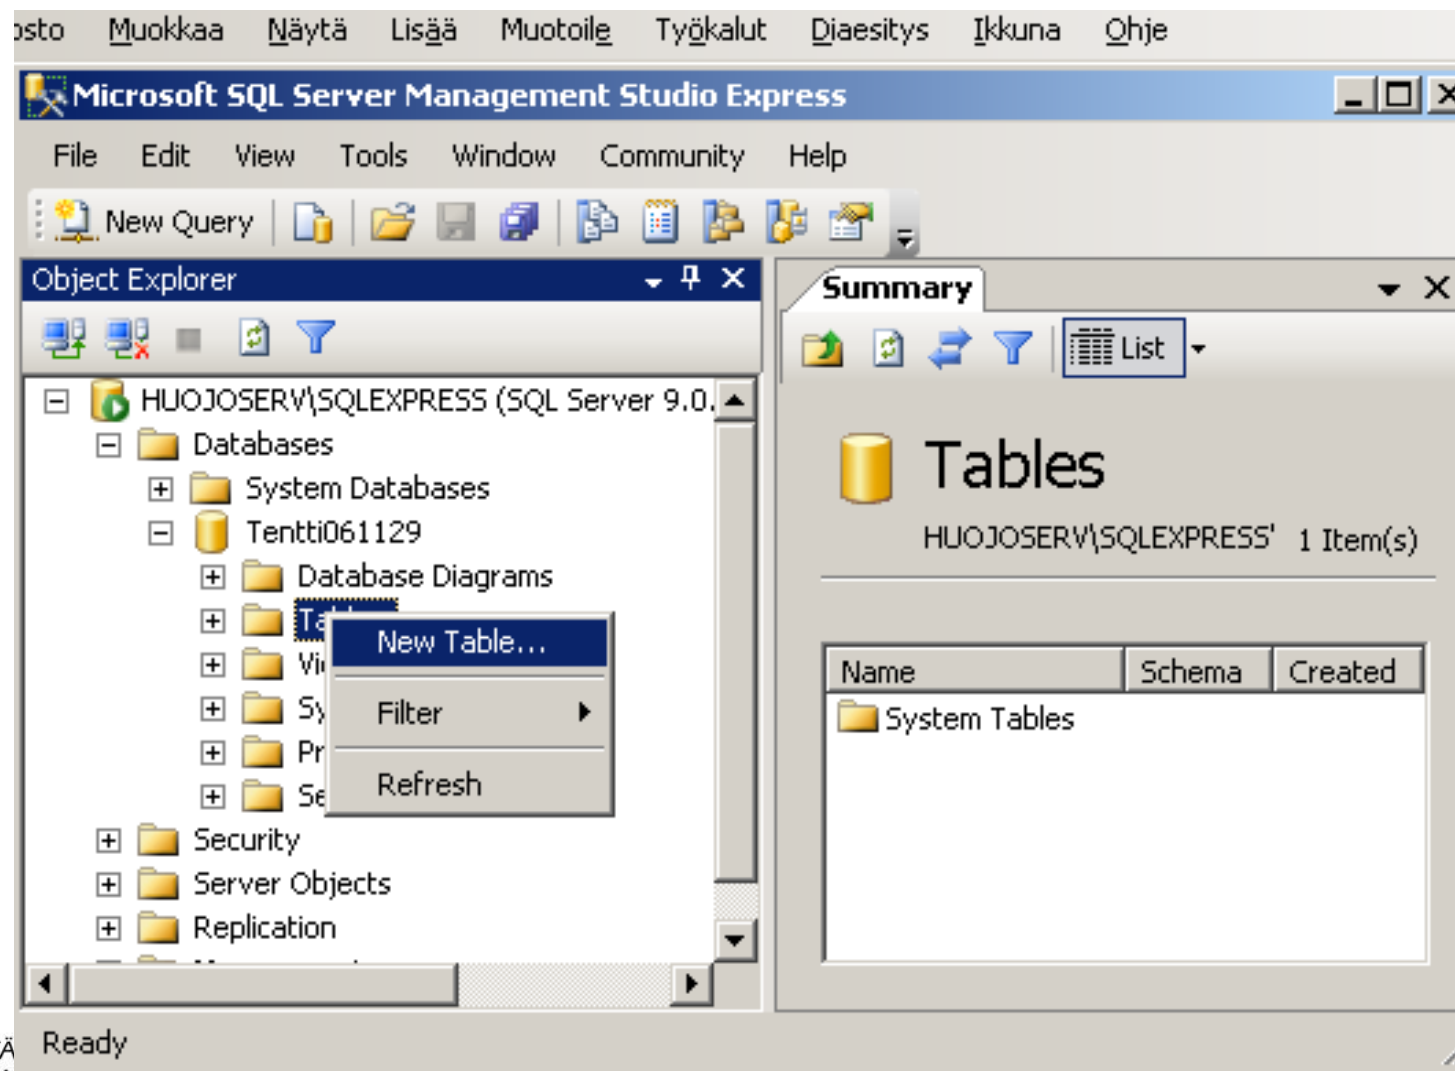 Muokkaa Näytä Lisää Muotoile Työkalut Diaesitys Ikkuna Ohje
Microsoft SQL Server Management Studio Express
File Edit View Tools Window Community Help
New Query
Object Explorer
HUOJOSERV\SQLEXPRESS (SQL Server 9.0.
Databases
System Databases
Tentti061129
Database Diagrams
New Table...
Filter
Refresh
Security
Server Objects
Replication
Summary
List
Tables
HUOJOSERV\SQLEXPRESS' 1 Item(s)
Name Schema Created
System Tables
Ready